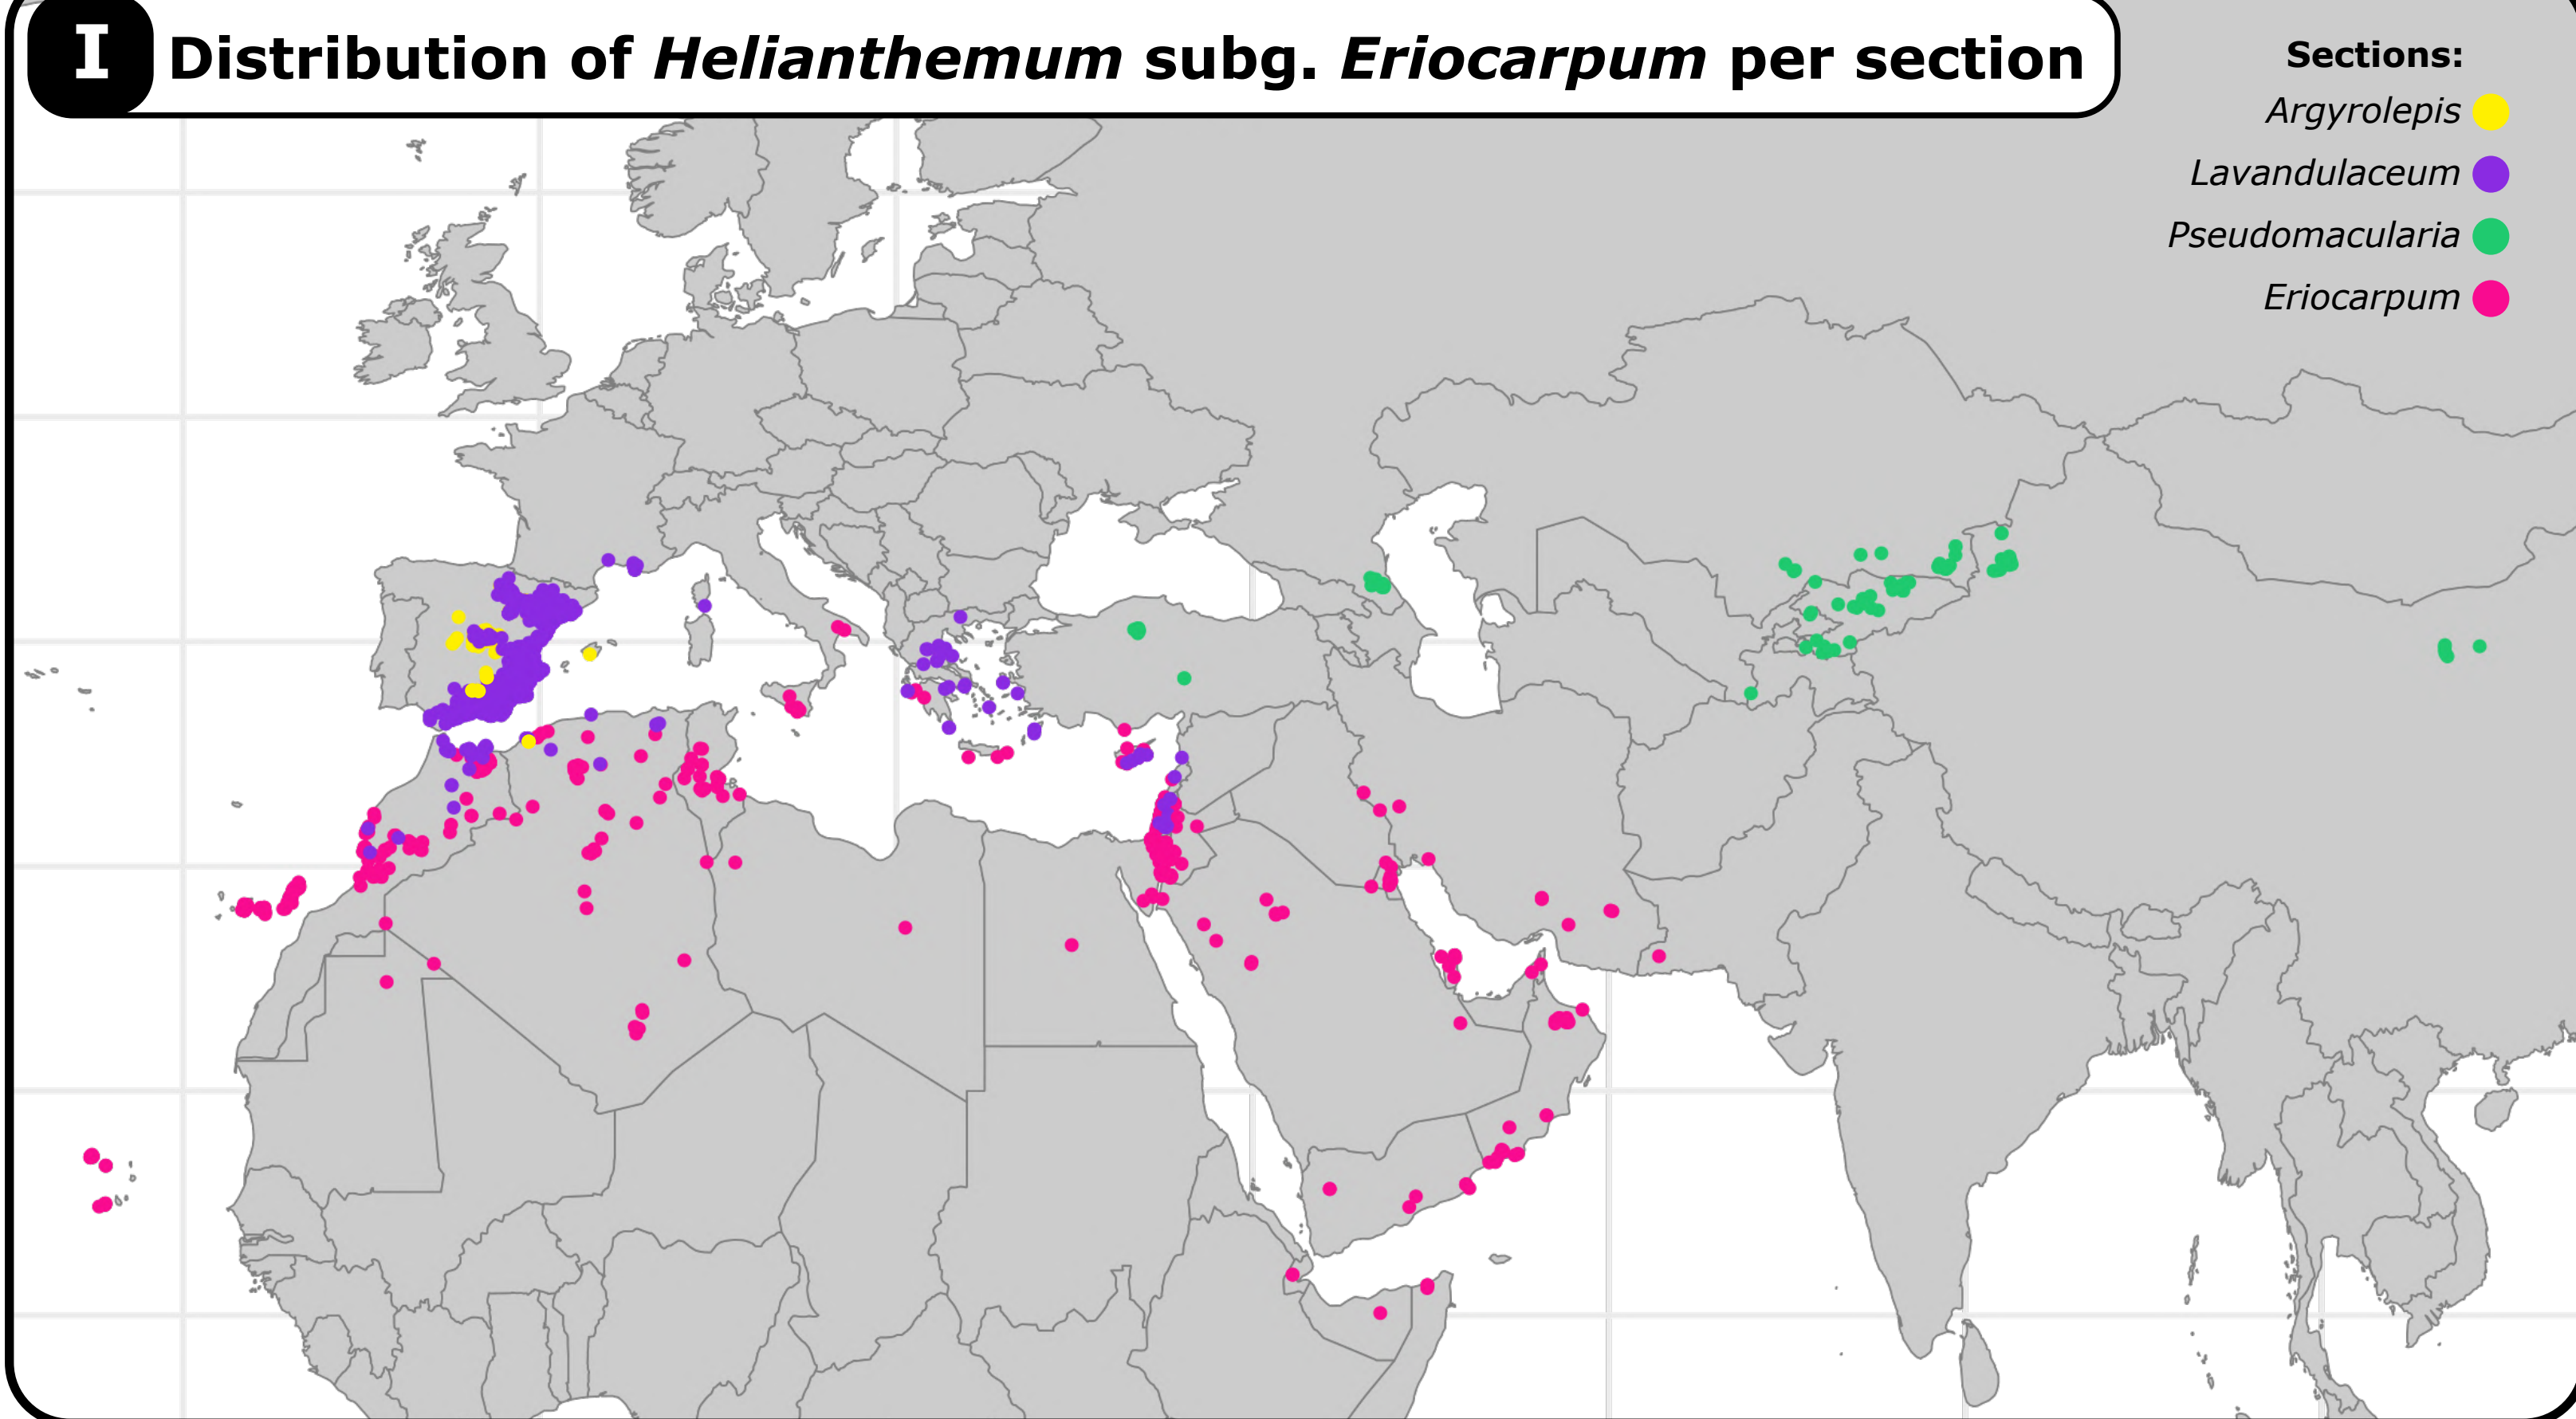 I Distribution of Helianthemum subg. Eriocarpum per section
Sections:
Argyrolepis
Lavandulaceum
Pseudomacularia
Eriocarpum